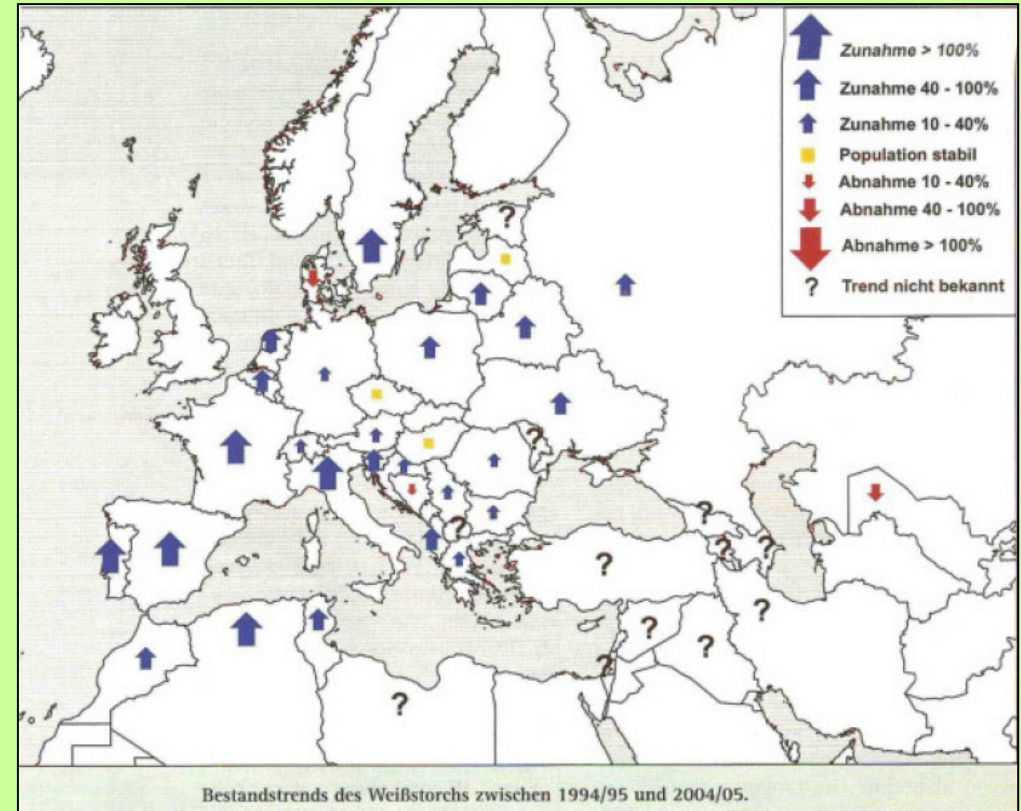 Zunahme > 100%
Zunahme 40 - 100%
Zunahme 10 - 40%
Population stabil
Abnahme 10 - 40%
Abnahme 40 - 100%
Abnahme > 100%
? Trend nicht bekannt
?
?
?
?
?
?
?
?
?
?
?
?
?
Bestandstrends des Weißstorchs zwischen 1994/95 und 2004/05.